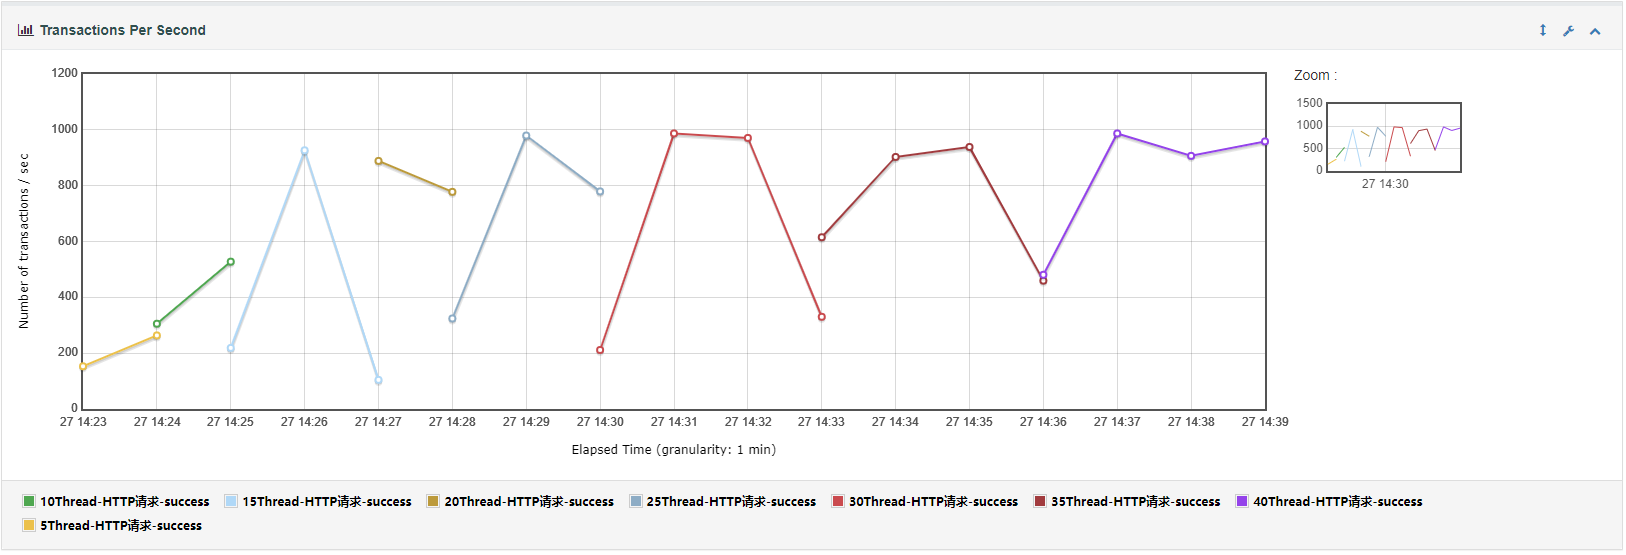 Transactions Per Second
Zoom :
1200
1000
800
600
400
200
0
Number of transactions / sec
27 14:23 27 14:24 27 14:25 27 14:26 27 14:27 27 14:28 27 14:29 27 14:30 27 14:31 27 14:32 27 14:33 27 14:34 27 14:35 27 14:36 27 14:37 27 14:38 27 14:39
Elapsed Time (granularity: 1 min)
1500
1000
500
0
27 14:30
10Thread-HTTP请求-success 15Thread-HTTP请求-success 20Thread-HTTP请求-success 25Thread-HTTP请求-success 30Thread-HTTP请求-success 35Thread-HTTP请求-success 40Thread-HTTP请求-success
5Thread-HTTP请求-success